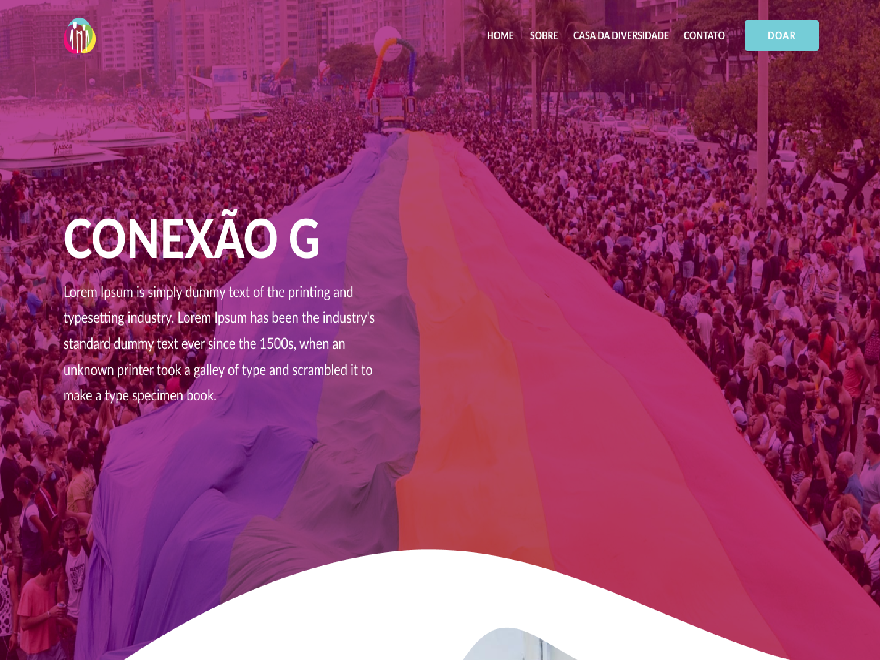 HOME SOBRE CASA DA DIVERSIDADE CONTATO DOAR
5
CONEXÃO G
Lorem Ipsum is simply dummy text of the printing and
typesetting industry. Lorem Ipsum has been the industry's
standard dummy text ever since the 1500s, when an
unknown printer took a galley of type and scrambled it to
make a type specimen book.